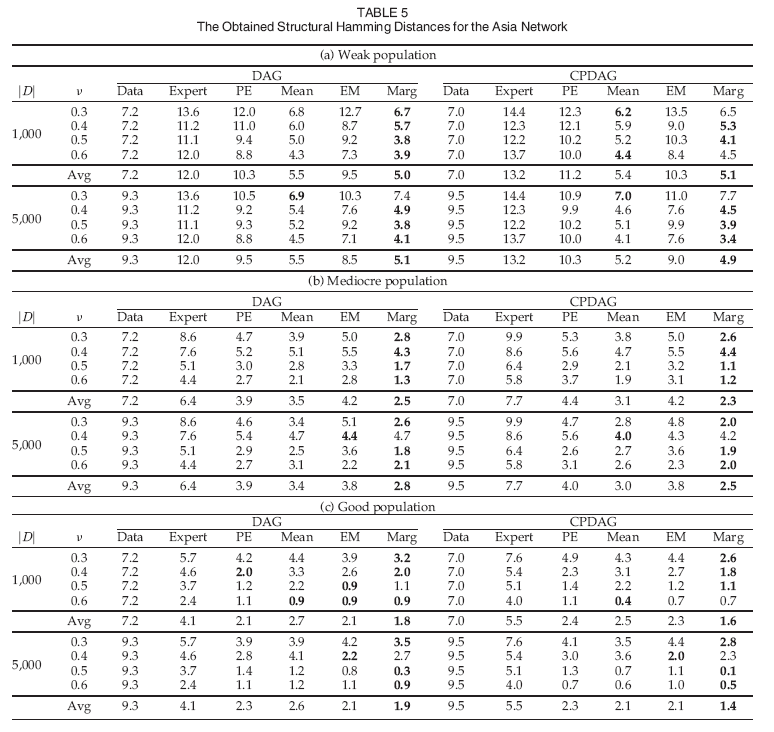 TABLE 5
The Obtained Structural Hamming Distances for the Asia Network
(a) Weak population
DAG CPDAG
|D| ν Data Expert PE Mean EM Marg Data Expert PE Mean EM Marg
0.3 7.2 13.6 12.0 6.8 12.7 6.7 7.0 14.4 12.3 6.2 13.5 6.5
1,000 0.4 7.2 11.2 11.0 6.0 8.7 5.7 7.0 12.3 12.1 5.9 9.0 5.3
0.5 7.2 11.1 9.4 5.0 9.2 3.8 7.0 12.2 10.2 5.2 10.3 4.1
0.6 7.2 12.0 8.8 4.3 7.3 3.9 7.0 13.7 10.0 4.4 8.4 4.5
Avg 7.2 12.0 10.3 5.5 9.5 5.0 7.0 13.2 11.2 5.4 10.3 5.1
0.3 9.3 13.6 10.5 6.9 10.3 7.4 9.5 14.4 10.9 7.0 11.0 7.7
5,000 0.4 9.3 11.2 9.2 5.4 7.6 4.9 9.5 12.3 9.9 4.6 7.6 4.5
0.5 9.3 11.1 9.3 5.2 9.2 3.8 9.5 12.2 10.2 5.1 9.9 3.9
0.6 9.3 12.0 8.8 4.5 7.1 4.1 9.5 13.7 10.0 4.1 7.6 3.4
Avg 9.3 12.0 9.5 5.5 8.5 5.1 9.5 13.2 10.3 5.2 9.0 4.9
(b) Mediocre population
DAG CPDAG
|D| ν Data Expert PE Mean EM Marg Data Expert PE Mean EM Marg
0.3 7.2 8.6 4.7 3.9 5.0 2.8 7.0 9.9 5.3 3.8 5.0 2.6
1,000 0.4 7.2 7.6 5.2 5.1 5.5 4.3 7.0 8.6 5.6 4.7 5.5 4.4
0.5 7.2 5.1 3.0 2.8 3.3 1.7 7.0 6.4 2.9 2.1 3.2 1.1
0.6 7.2 4.4 2.7 2.1 2.8 1.3 7.0 5.8 3.7 1.9 3.1 1.2
Avg 7.2 6.4 3.9 3.5 4.2 2.5 7.0 7.7 4.4 3.1 4.2 2.3
0.3 9.3 8.6 4.6 3.4 5.1 2.6 9.5 9.9 4.7 2.8 4.8 2.0
5,000 0.4 9.3 7.6 5.4 4.7 4.4 4.7 9.5 8.6 5.6 4.0 4.3 4.2
0.5 9.3 5.1 2.9 2.5 3.6 1.8 9.5 6.4 2.6 2.7 3.6 1.9
0.6 9.3 4.4 2.7 3.1 2.2 2.1 9.5 5.8 3.1 2.6 2.3 2.0
Avg 9.3 6.4 3.9 3.4 3.8 2.8 9.5 7.7 4.0 3.0 3.8 2.5
(c) Good population
DAG CPDAG
|D| ν Data Expert PE Mean EM Marg Data Expert PE Mean EM Marg
0.3 7.2 5.7 4.2 4.4 3.9 3.2 7.0 7.6 4.9 4.3 4.4 2.6
1,000 0.4 7.2 4.6 2.0 3.3 2.6 2.0 7.0 5.4 2.3 3.1 2.7 1.8
0.5 7.2 3.7 1.2 2.2 0.9 1.1 7.0 5.1 1.4 2.2 1.2 1.1
0.6 7.2 2.4 1.1 0.9 0.9 0.9 7.0 4.0 1.1 0.4 0.7 0.7
Avg 7.2 4.1 2.1 2.7 2.1 1.8 7.0 5.5 2.4 2.5 2.3 1.6
0.3 9.3 5.7 3.9 3.9 4.2 3.5 9.5 7.6 4.1 3.5 4.4 2.8
5,000 0.4 9.3 4.6 2.8 4.1 2.2 2.7 9.5 5.4 3.0 3.6 2.0 2.3
0.5 9.3 3.7 1.4 1.2 0.8 0.3 9.5 5.1 1.3 0.7 1.1 0.1
0.6 9.3 2.4 1.1 1.2 1.1 0.9 9.5 4.0 0.7 0.6 1.0 0.5
Avg 9.3 4.1 2.3 2.6 2.1 1.9 9.5 5.5 2.3 2.1 2.1 1.4